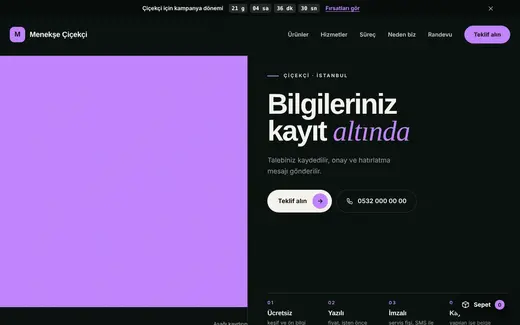 Çiçekçi için kampanya dönemi 21 g 04 sa 36 dk 30 sn Fırsatları gör
M Menekşe Çiçekçi
Ürünler Hizmetler Süreç Neden biz Randevu Teklif alın
ÇİÇEKÇİ · İSTANBUL
Bilgileriniz
kayıt altında
Talebiniz kaydedilir, onay ve hatırlatma
mesajı gönderilir.
Teklif alın
0532 000 00 00
01 02 03
Ücretsiz Yazılı İmzalı
Sepet 0
keşif ve ön bilgi fiyat, işten önce servis fişi, SMS ile